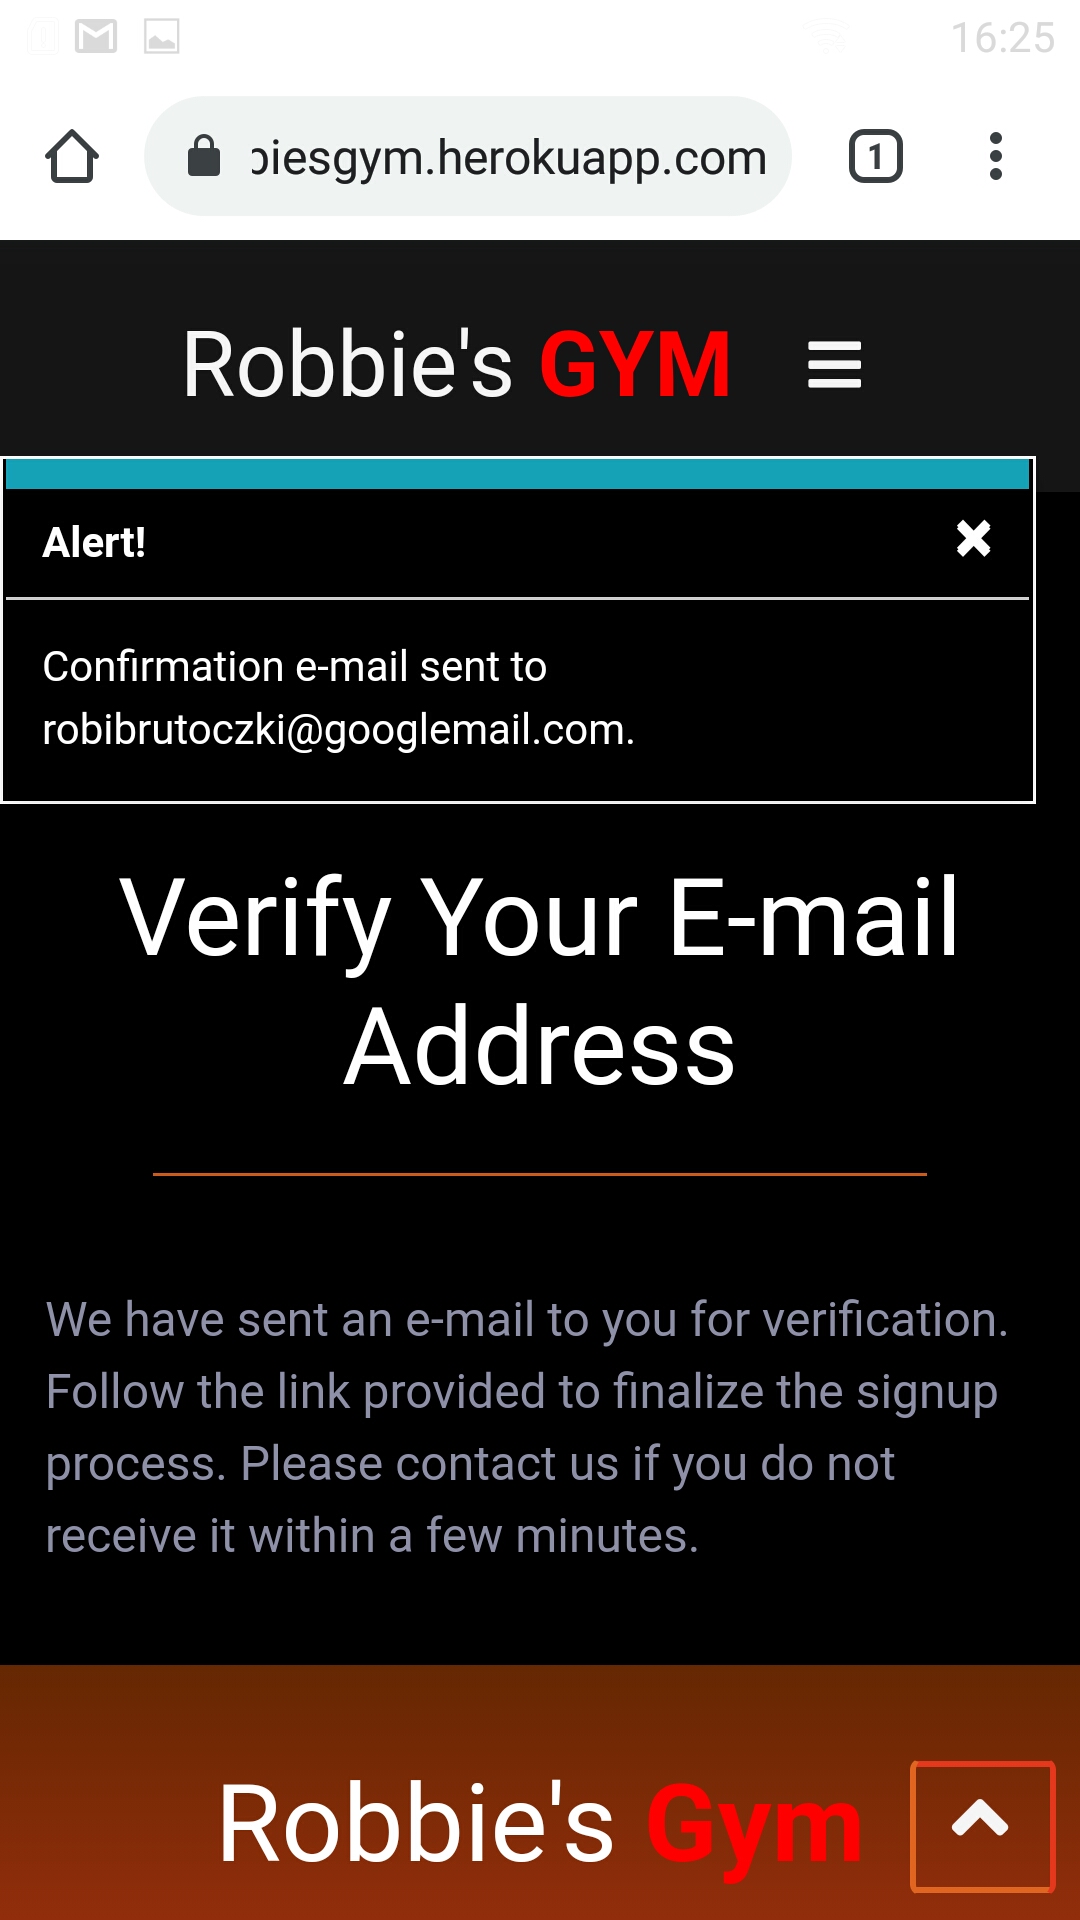 16:25
biesgym.herokuapp.com
1
Robbie's GYM
Alert!
Confirmation e-mail sent to
robibrutoczki@googlemail.com.
Verify Your E-mail
Address
We have sent an e-mail to you for verification.
Follow the link provided to finalize the signup
process. Please contact us if you do not
receive it within a few minutes.
Robbie's Gym